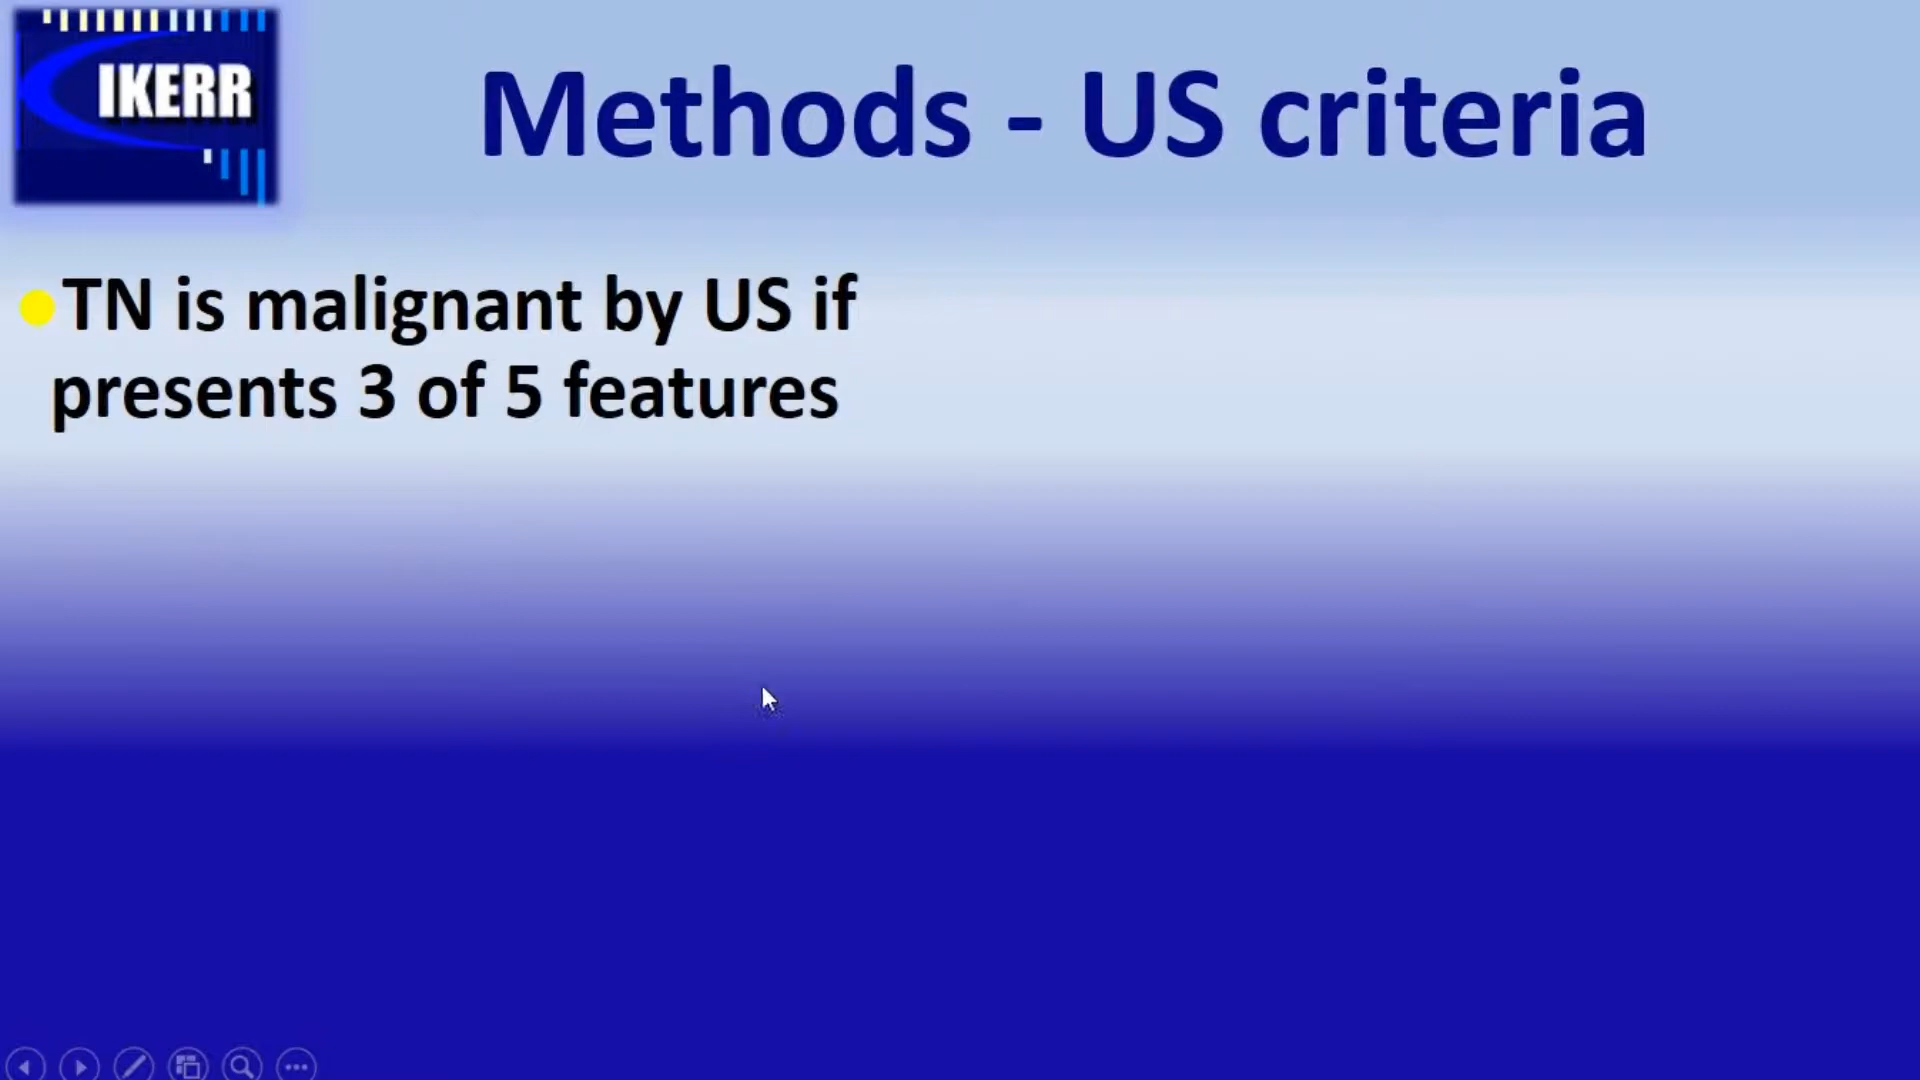 IKERR
Methods - US criteria
TN is malignant by US if
presents 3 of 5 features